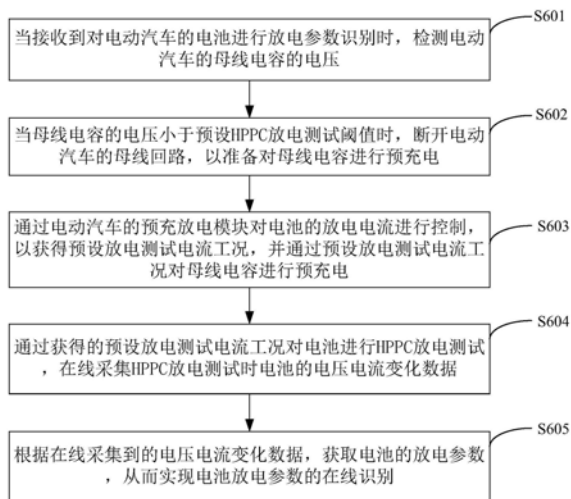 当接收到对电动汽车的电池进行放电参数识别时，检测电动
汽车的母线电容的电压
S601
当母线电容的电压小于预设HPPC放电测试阈值时，断开电动
汽车的母线回路，以准备对母线电容进行预充电
S602
通过电动汽车的预充放电模块对电池的放电电流进行控制，
以获得预设放电测试电流工况，并通过预设放电测试电流工
况对母线电容进行预充电
S603
通过获得的预设放电测试电流工况对电池进行HPPC放电测试
，在线采集HPPC放电测试时电池的电压电流变化数据
S604
根据在线采集到的电压电流变化数据，获取电池的放电参数
，从而实现电池放电参数的在线识别
S605